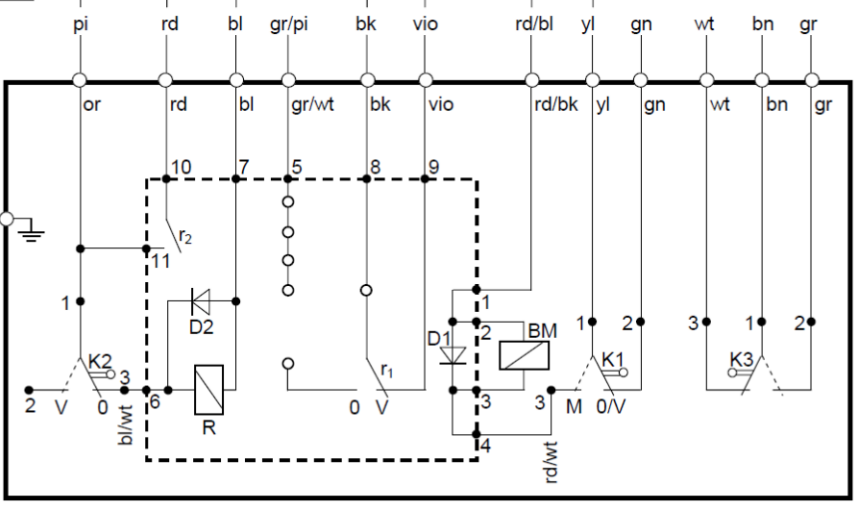 pi rd bl gr/pi bk vio rd/bl yl gn wt bn gr
or rd bl gr/wt bk vio rd/bk yl gn wt bn gr
10 7 5 8 9
r2
11
1 1
D2 D1 2 BM 1 2 3 1 2
K2 3 r1 K1 K3
2 V 0 6 R 0 V 3 3 M 0/V
bl/wt 4 rd/wt